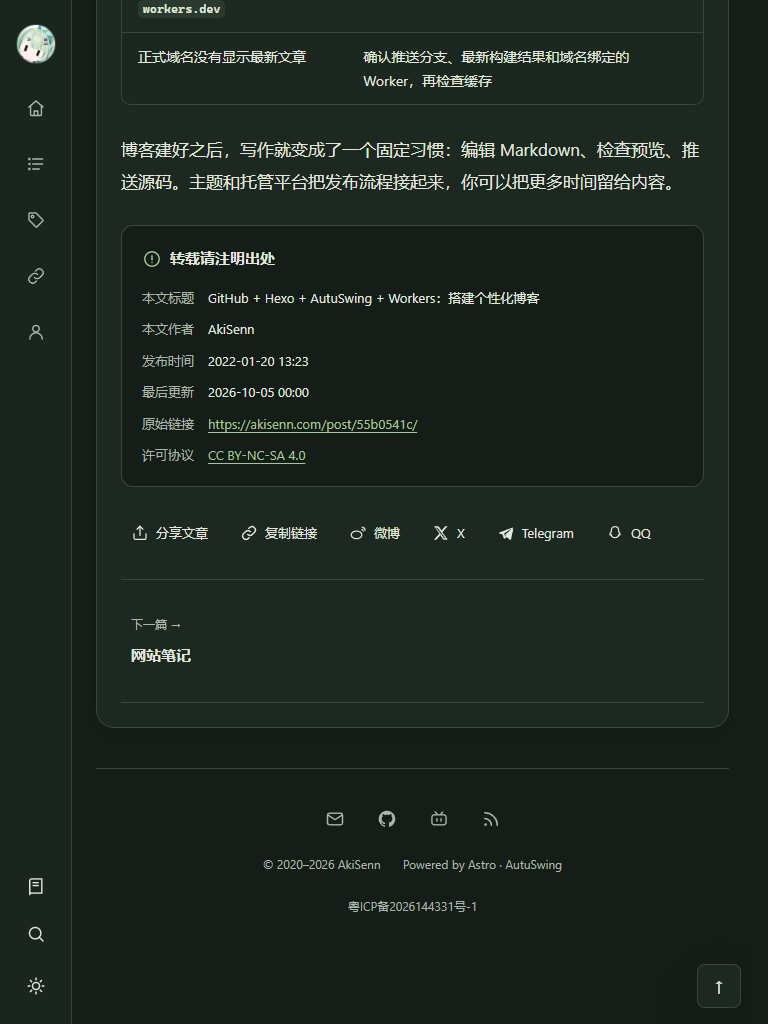 workers.dev
正式域名没有显示最新文章
确认推送分支、最新构建结果和域名绑定的
Worker，再检查缓存
博客建好之后，写作就变成了一个固定习惯：编辑 Markdown、检查预览、推
送源码。主题和托管平台把发布流程接起来，你可以把更多时间留给内容。
转载请注明出处
本文标题 GitHub + Hexo + AutuSwing + Workers：搭建个性化博客
本文作者 AkiSenn
发布时间 2022-01-20 13:23
最后更新 2026-10-05 00:00
原始链接 https://akisenn.com/post/55b0541c/
许可协议 CC BY-NC-SA 4.0
分享文章 复制链接 微博 X Telegram QQ
下一篇 →
网站笔记
© 2020–2026 AkiSenn Powered by Astro · AutuSwing
粤ICP备2026144331号-1